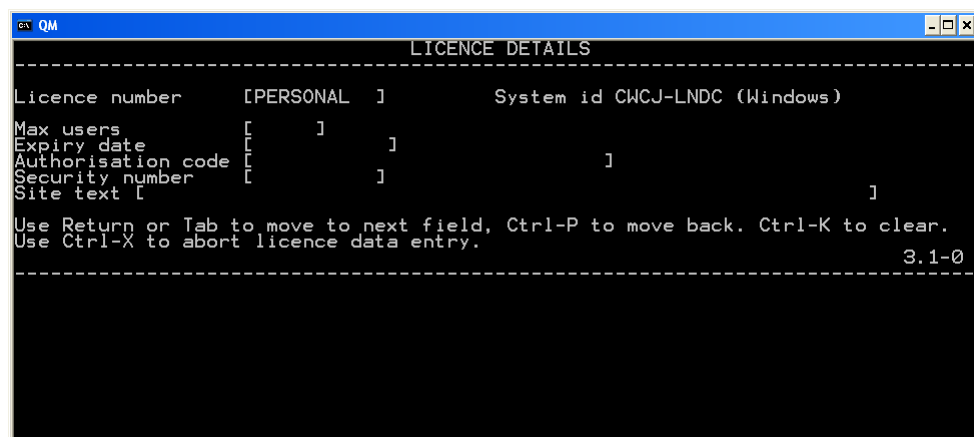 QM
LICENCE DETAILS
Licence number [PERSONAL ] System id CWCJ-LNDC (Windows)
Max users [ ]
Expiry date [ ]
Authorisation code [ ]
Security number [ ]
Site text [ ]
Use Return or Tab to move to next field, Ctrl-P to move back. Ctrl-K to clear.
Use Ctrl-X to abort licence data entry.
3.1-0